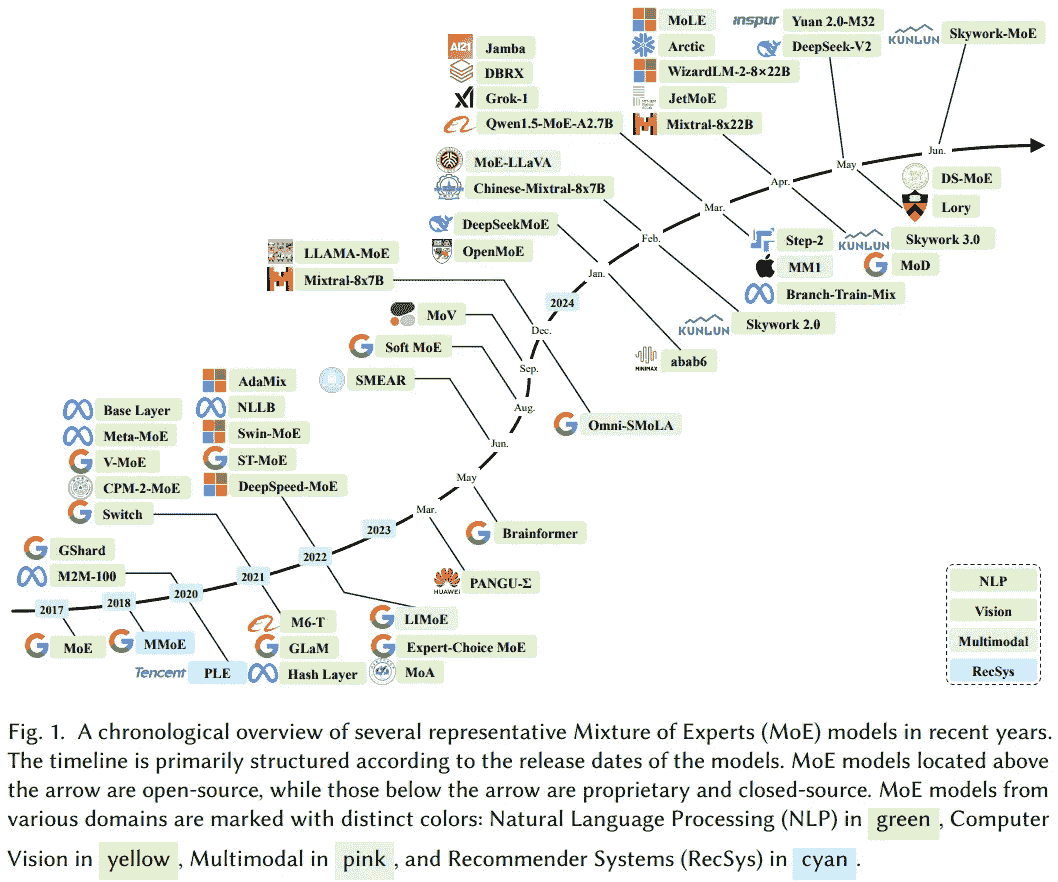 MoLE
inspur
Yuan 2.0-M32
KUNLUN
Skywork-MoE
AI21
Jamba
Arctic
DeepSeek-V2
DBRX
WizardLM-2-8×22B
Grok-1
JetMoE
Qwen1.5-MoE-A2.7B
Mixtral-8x22B
Jun.
MoE-LLaVA
May
DS-MoE
Chinese-Mixtral-8x7B
Apr.
Lory
Mar.
DeepSeekMoE
Feb.
Step-2
KUNLUN
Skywork 3.0
LLAMA-MoE
OpenMoE
MM1
MoD
Mixtral-8x7B
Jan.
Branch-Train-Mix
2024
MoV
Dec.
KUNLUN
Skywork 2.0
Soft MoE
MINIMAX
abab6
SMEAR
Sep.
AdaMix
Aug.
Base Layer
NLLB
Omni-SMoLA
Meta-MoE
Swin-MoE
Jun.
V-MoE
ST-MoE
CPM-2-MoE
DeepSpeed-MoE
May
Switch
Mar.
2023
Brainformer
GShard
2022
M2M-100
2021
HUAWEI
PANGU-Σ
NLP
2020
2018
2017
Vision
M6-T
LIMoE
MoE
MMoE
GLaM
Expert-Choice MoE
Multimodal
Tencent
PLE
Hash Layer
MoA
RecSys
Fig. 1. A chronological overview of several representative Mixture of Experts (MoE) models in recent years.
The timeline is primarily structured according to the release dates of the models. MoE models located above
the arrow are open-source, while those below the arrow are proprietary and closed-source. MoE models from
various domains are marked with distinct colors: Natural Language Processing (NLP) in green , Computer
Vision in yellow , Multimodal in pink , and Recommender Systems (RecSys) in cyan .